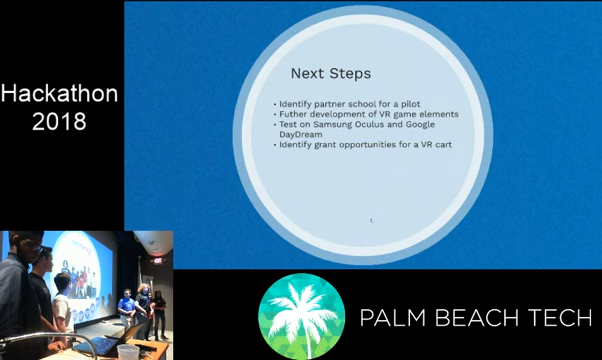 Hackathon
2018
Next Steps
• Identify partner school for a pilot
• Futher development of VR game elements
• Test on Samsung Oculus and Google
DayDream
• Identify grant opportunities for a VR cart
PALM BEACH TECH